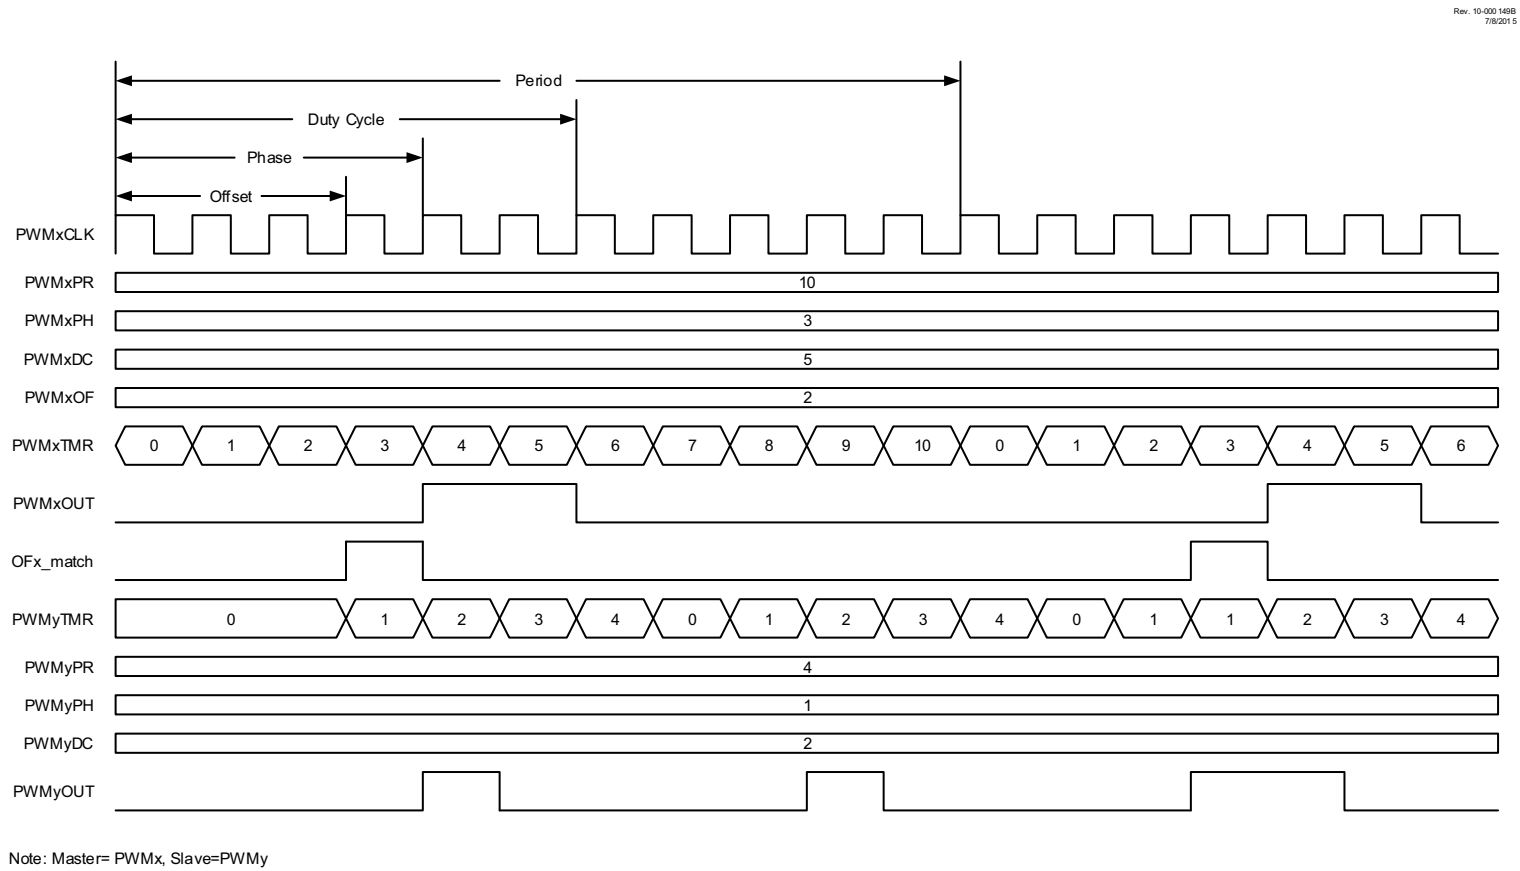 Rev. 10-000 149B
7/8/201 5
Period
Duty Cycle
Phase
Offset
PWMxCLK
PWMxPR 10
PWMxPH 3
PWMxDC 5
PWMxOF 2
PWMxTMR 0 1 2 3 4 5 6 7 8 9 10 0 1 2 3 4 5 6
PWMxOUT
OFx_match
PWMyTMR 0 1 2 3 4 0 1 2 3 4 0 1 1 2 3 4
PWMyPR 4
PWMyPH 1
PWMyDC 2
PWMyOUT
Note: Master= PWMx, Slave=PWMy